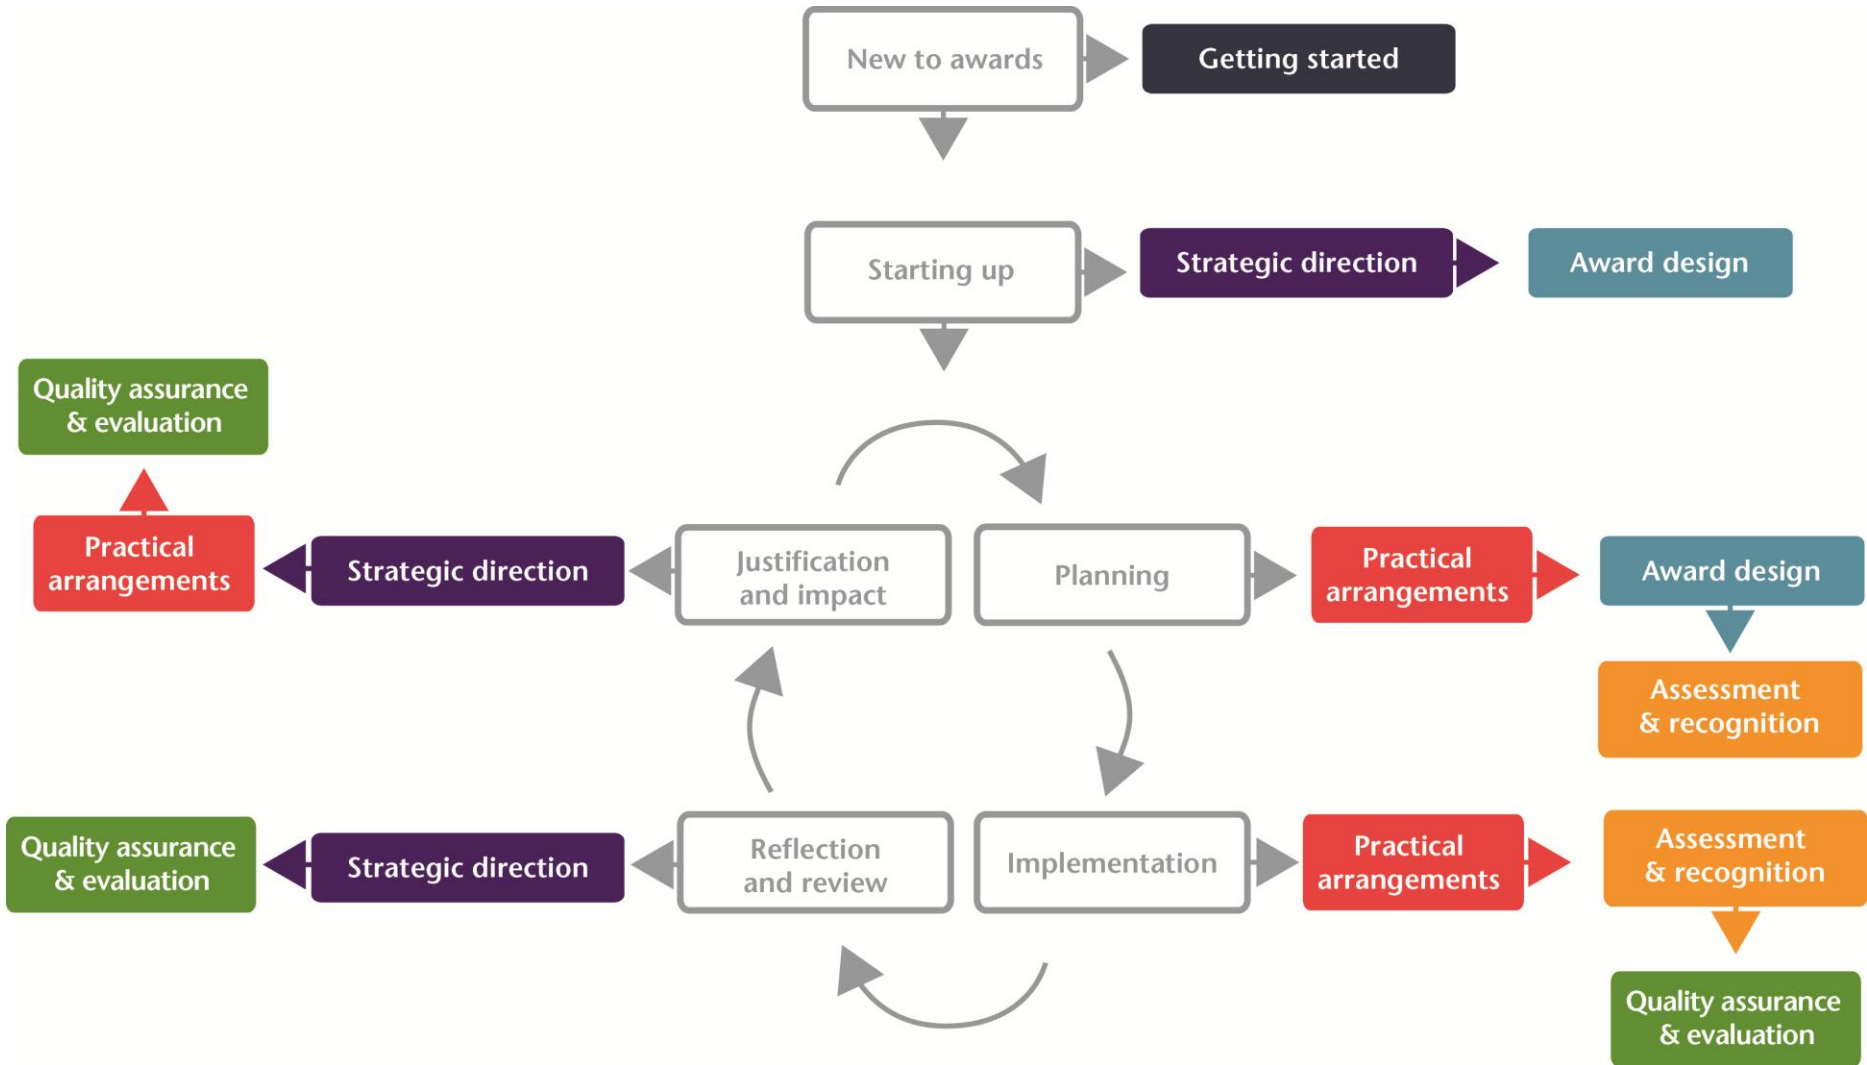 New to awards
Getting started
Starting up
Strategic direction
Award design
Quality assurance
& evaluation
Practical
arrangements
Strategic direction
Justification
and impact
Planning
Practical
arrangements
Award design
Assessment
& recognition
Quality assurance
& evaluation
Strategic direction
Reflection
and review
Implementation
Practical
arrangements
Assessment
& recognition
Quality assurance
& evaluation